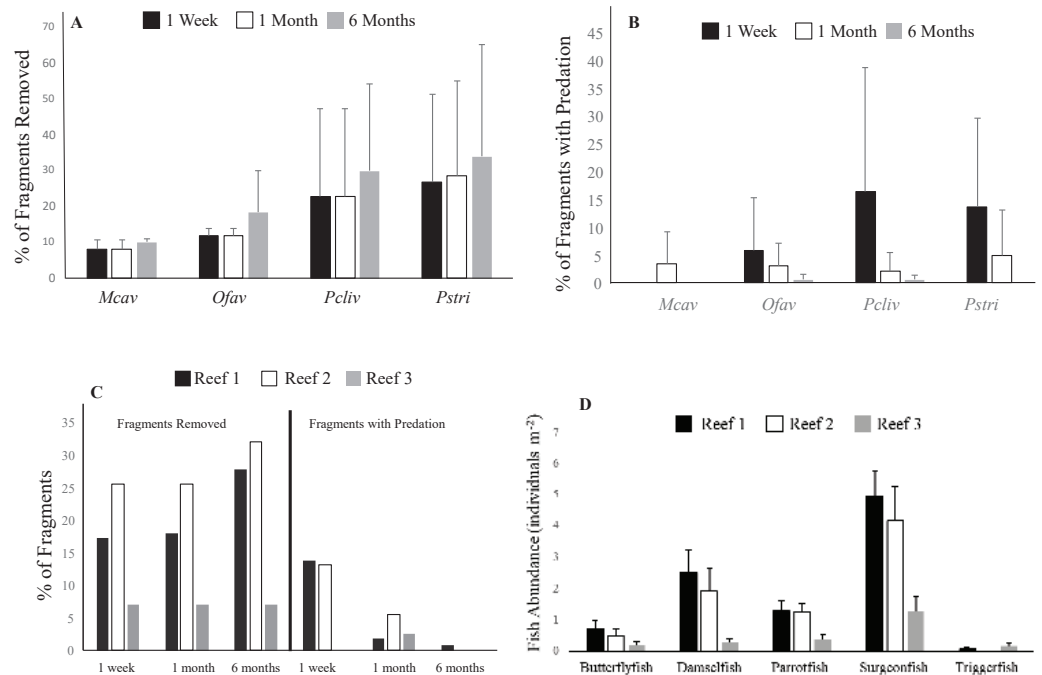 A
1 Week 1 Month 6 Months
% of Fragments Removed
70
60
50
40
30
20
10
0
Mcav Ofav Pcliv Pstri
B
1 Week 1 Month 6 Months
% of Fragments with Predation
45
40
35
30
25
20
15
10
5
0
Mcav Ofav Pcliv Pstri
C
Reef 1 Reef 2 Reef 3
Fragments Removed Fragments with Predation
% of Fragments
35
30
25
20
15
10
5
0
1 week 1 month 6 months 1 week 1 month 6 months
D
Reef 1 Reef 2 Reef 3
Fish Abundance (individuals m⁻²)
7
6
5
4
3
2
1
0
Butterflyfish Damselfish Parrotfish Surgeonfish Triggerfish